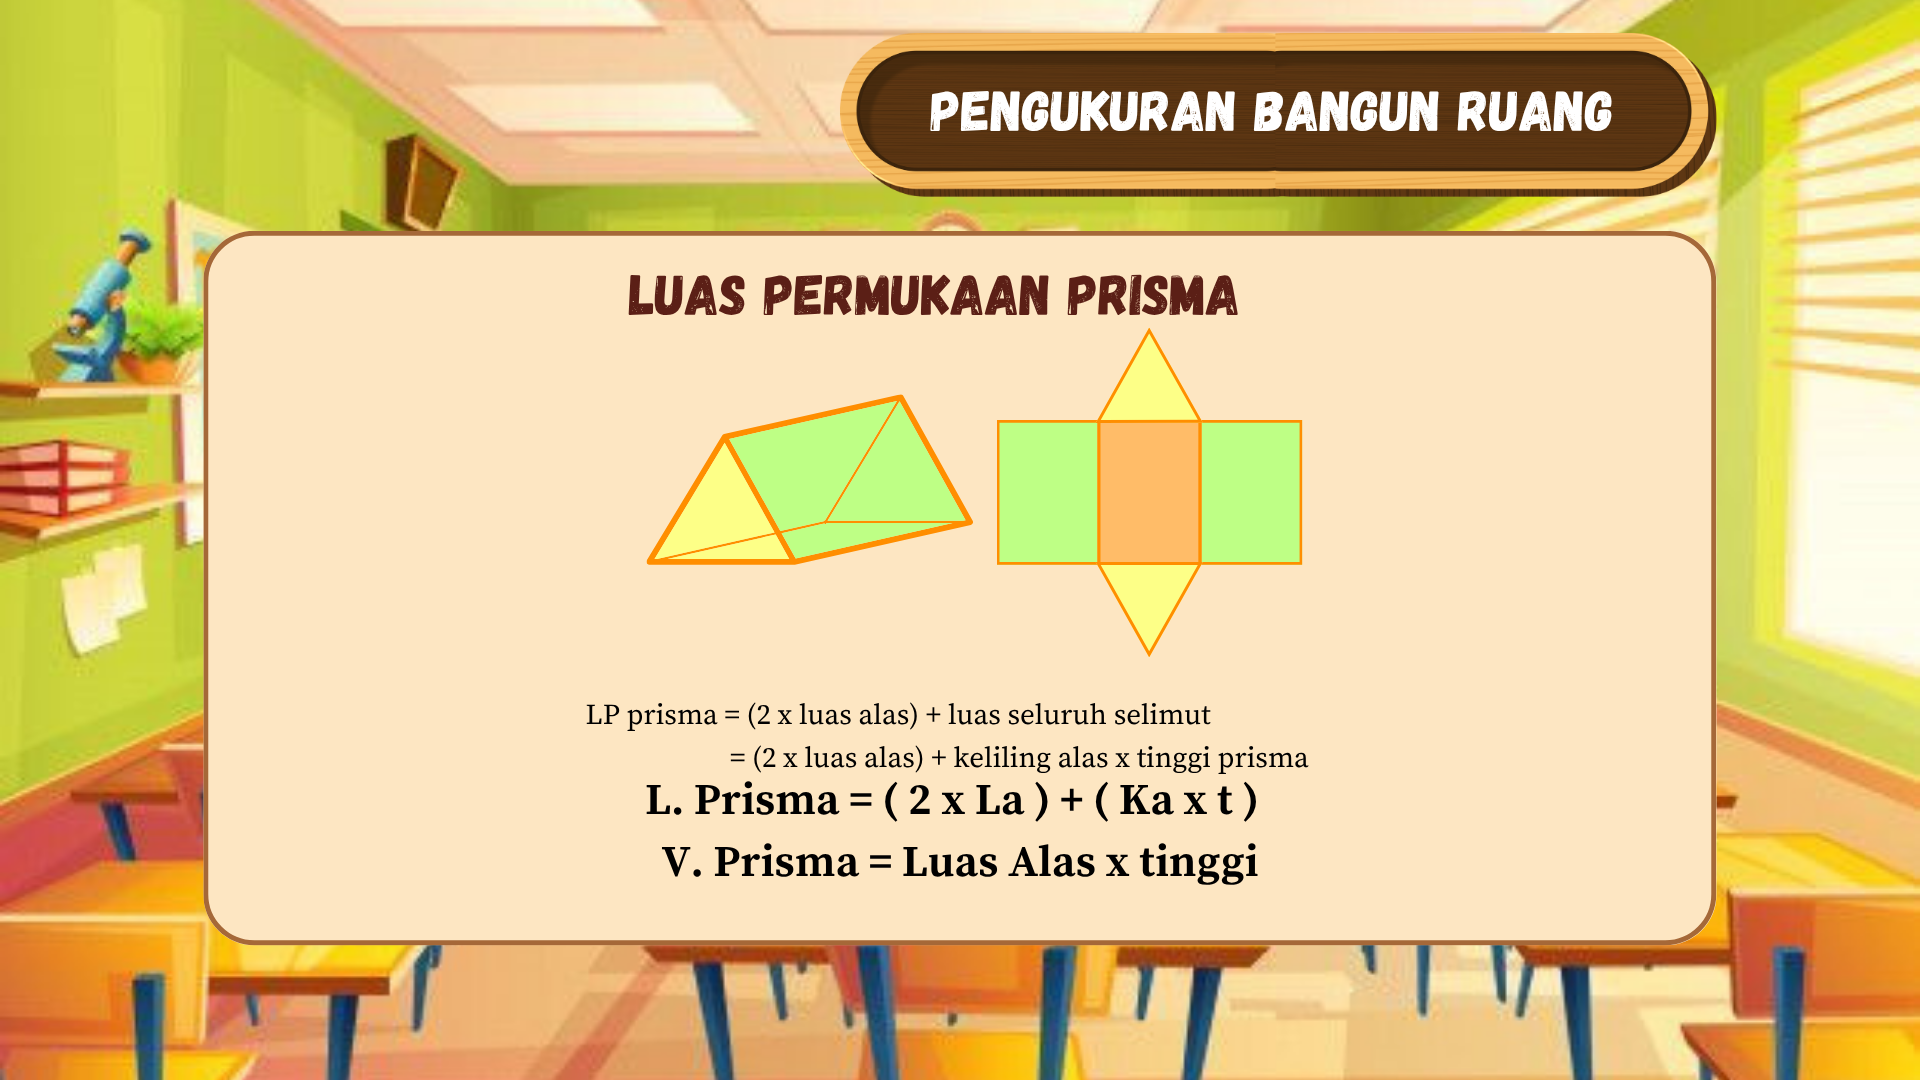 PENGUKURAN BANGUN RUANG
LUAS PERMUKAAN PRISMA
LP prisma = (2 x luas alas) + luas seluruh selimut
= (2 x luas alas) + keliling alas x tinggi prisma
L. Prisma = ( 2 x La ) + ( Ka x t )
V. Prisma = Luas Alas x tinggi